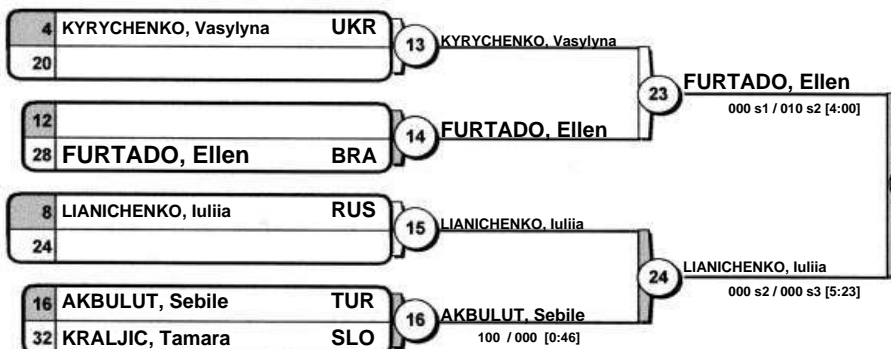 4 KYRYCHENKO, Vasylyna UKR
20
13 KYRYCHENKO, Vasylyna
12
28 FURTADO, Ellen BRA
14 FURTADO, Ellen
23 FURTADO, Ellen
000 s1 / 010 s2 [4:00]
8 LIANICHENKO, Iuliia RUS
24
15 LIANICHENKO, Iuliia
16 AKBULUT, Sebile TUR
32 KRALJIC, Tamara SLO
16 AKBULUT, Sebile
100 / 000 [0:46]
24 LIANICHENKO, Iuliia
000 s2 / 000 s3 [5:23]